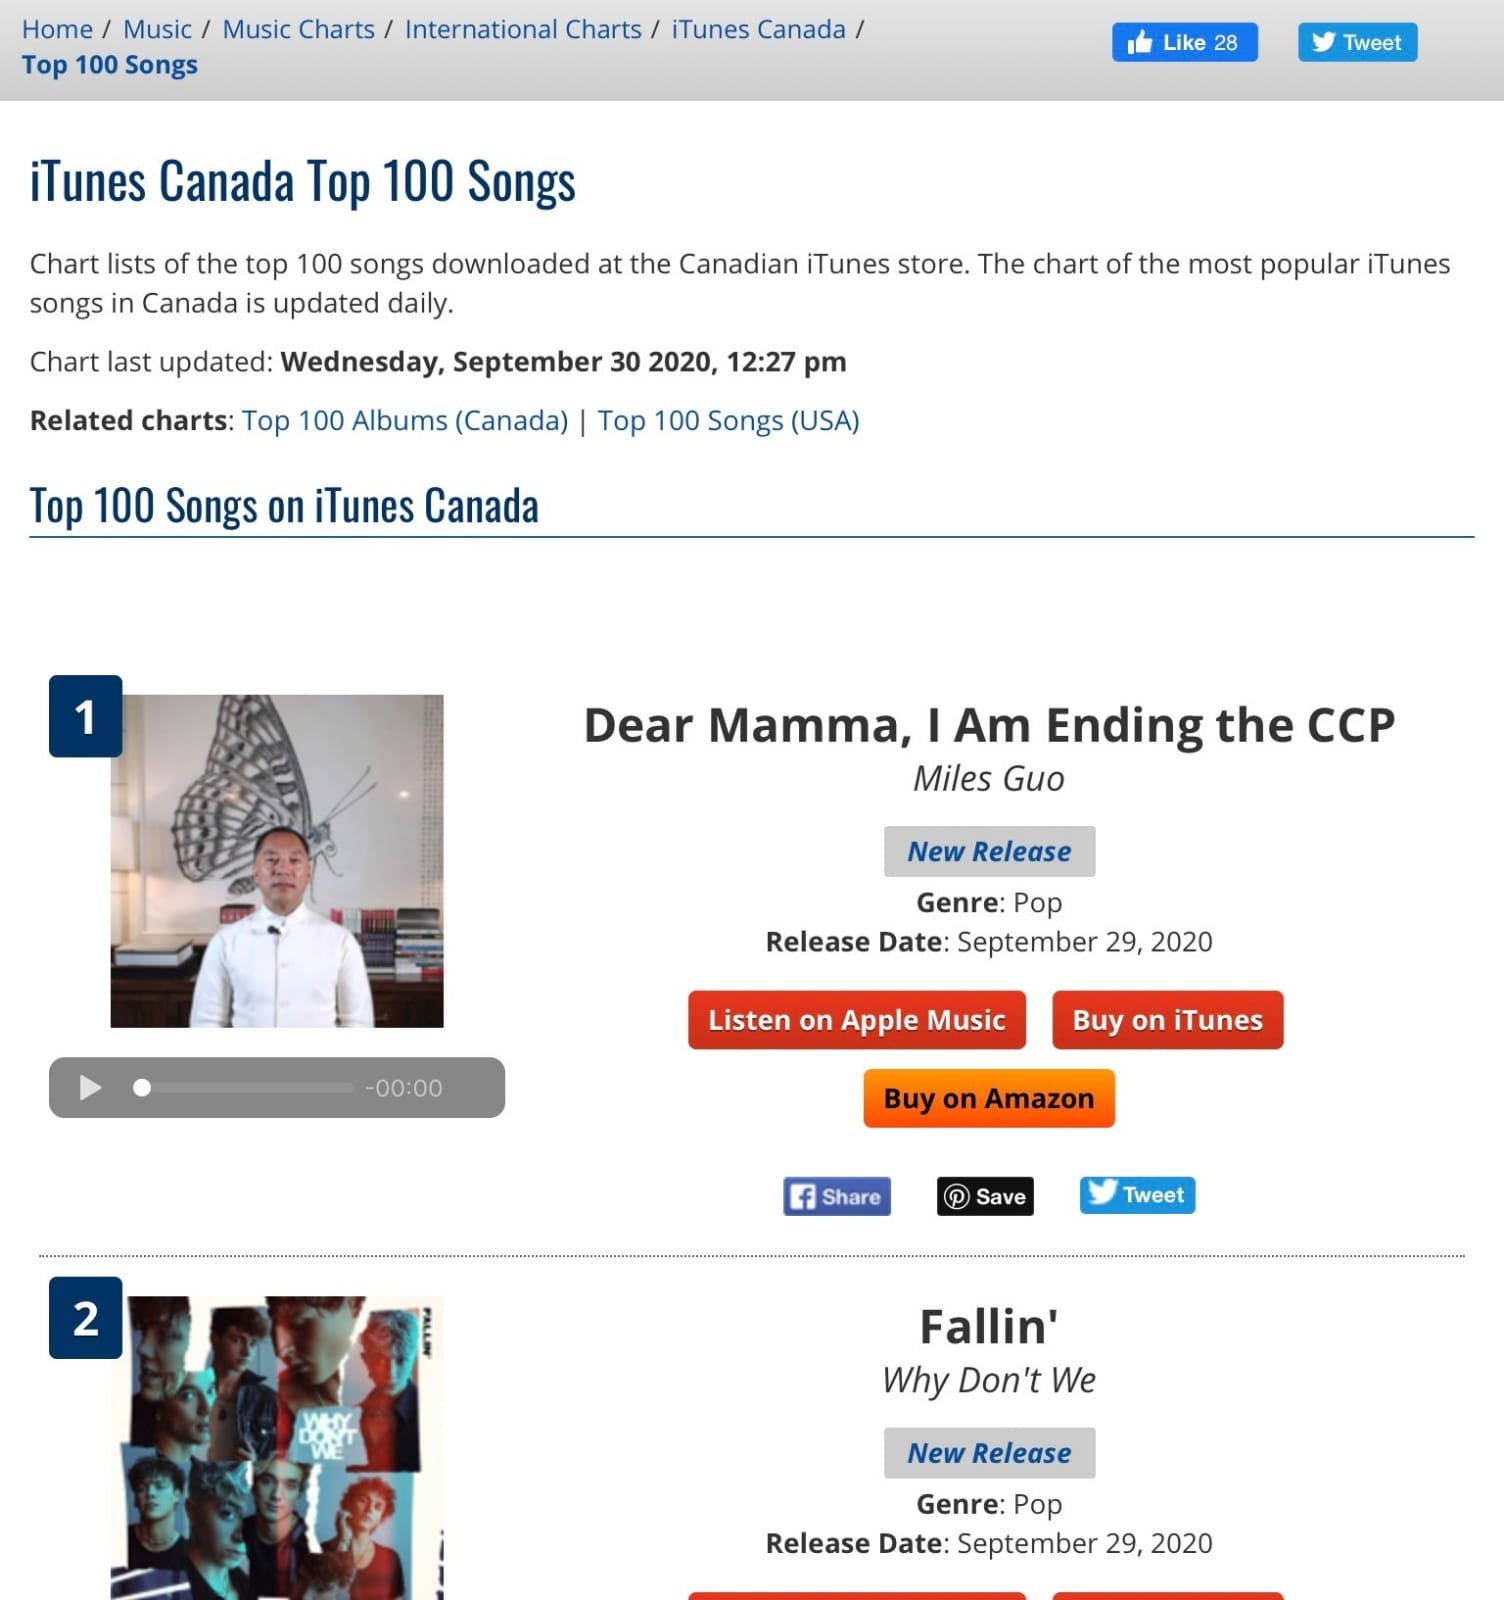 Home / Music / Music Charts / International Charts / iTunes Canada /
Top 100 Songs
Like 28
Tweet
iTunes Canada Top 100 Songs
Chart lists of the top 100 songs downloaded at the Canadian iTunes store. The chart of the most popular iTunes
songs in Canada is updated daily.
Chart last updated: Wednesday, September 30 2020, 12:27 pm
Related charts: Top 100 Albums (Canada) | Top 100 Songs (USA)
Top 100 Songs on iTunes Canada
1
Dear Mamma, I Am Ending the CCP
Miles Guo
New Release
Genre: Pop
Release Date: September 29, 2020
Listen on Apple Music
Buy on iTunes
Buy on Amazon
-00:00
Share
Save
Tweet
2
FALLIN'
WHY
DON'T
WE
Fallin'
Why Don't We
New Release
Genre: Pop
Release Date: September 29, 2020